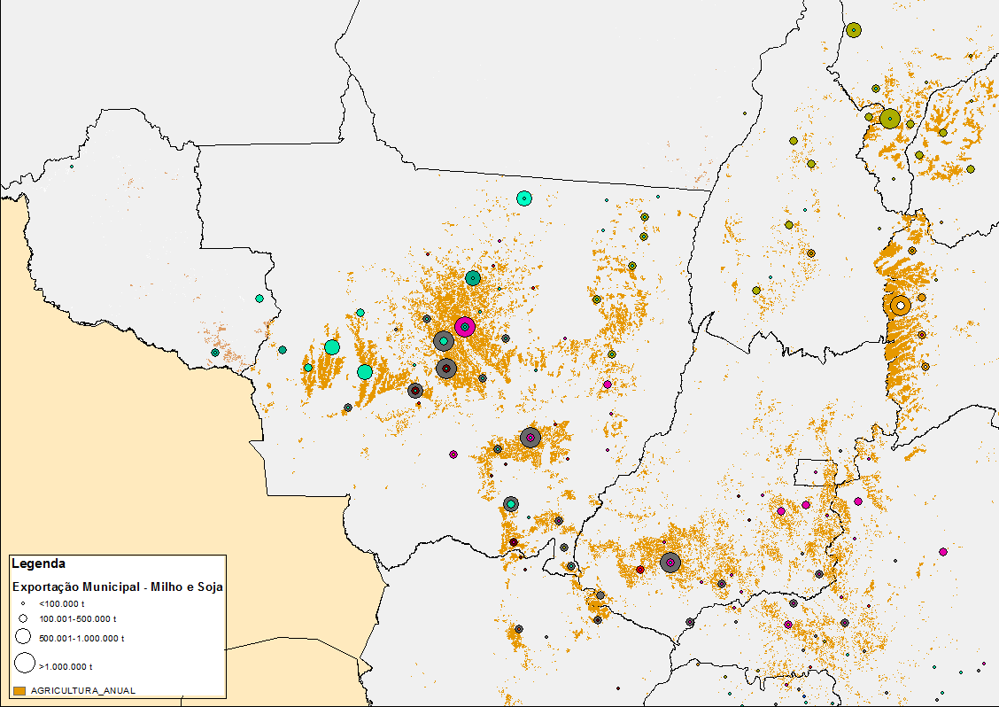 Legenda
Exportação Municipal - Milho e Soja
<100.000 t
100.001-500.000 t
500.001-1.000.000 t
>1.000.000 t
AGRICULTURA_ANUAL